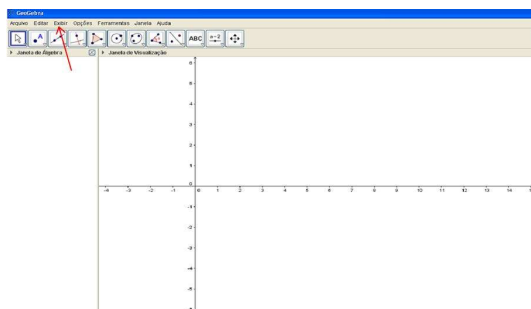 GeoGebra
Arquivo Editar Exibir Opções Ferramentas Janela Ajuda
A ABC a=2
Janela de Álgebra
Janela de Visualização
6
5
4
3
2
1
0
-4 -3 -2 -1 0 1 2 3 4 5 6 7 8 9 10 11 12 13 14
-1
-2
-3
-4
-5